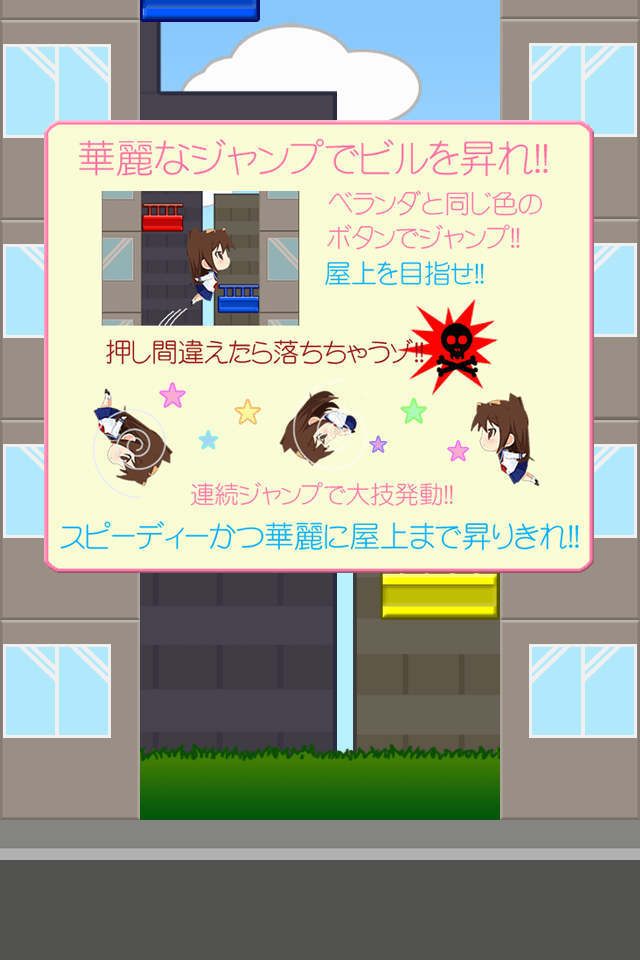 華麗なジャンプでビルを昇れ!!
ベランダと同じ色の
ボタンでジャンプ!!
屋上を目指せ!!
押し間違えたら落ちちゃうゾ!!
連続ジャンプで大技発動!!
スピーディーかつ華麗に屋上まで昇りきれ!!